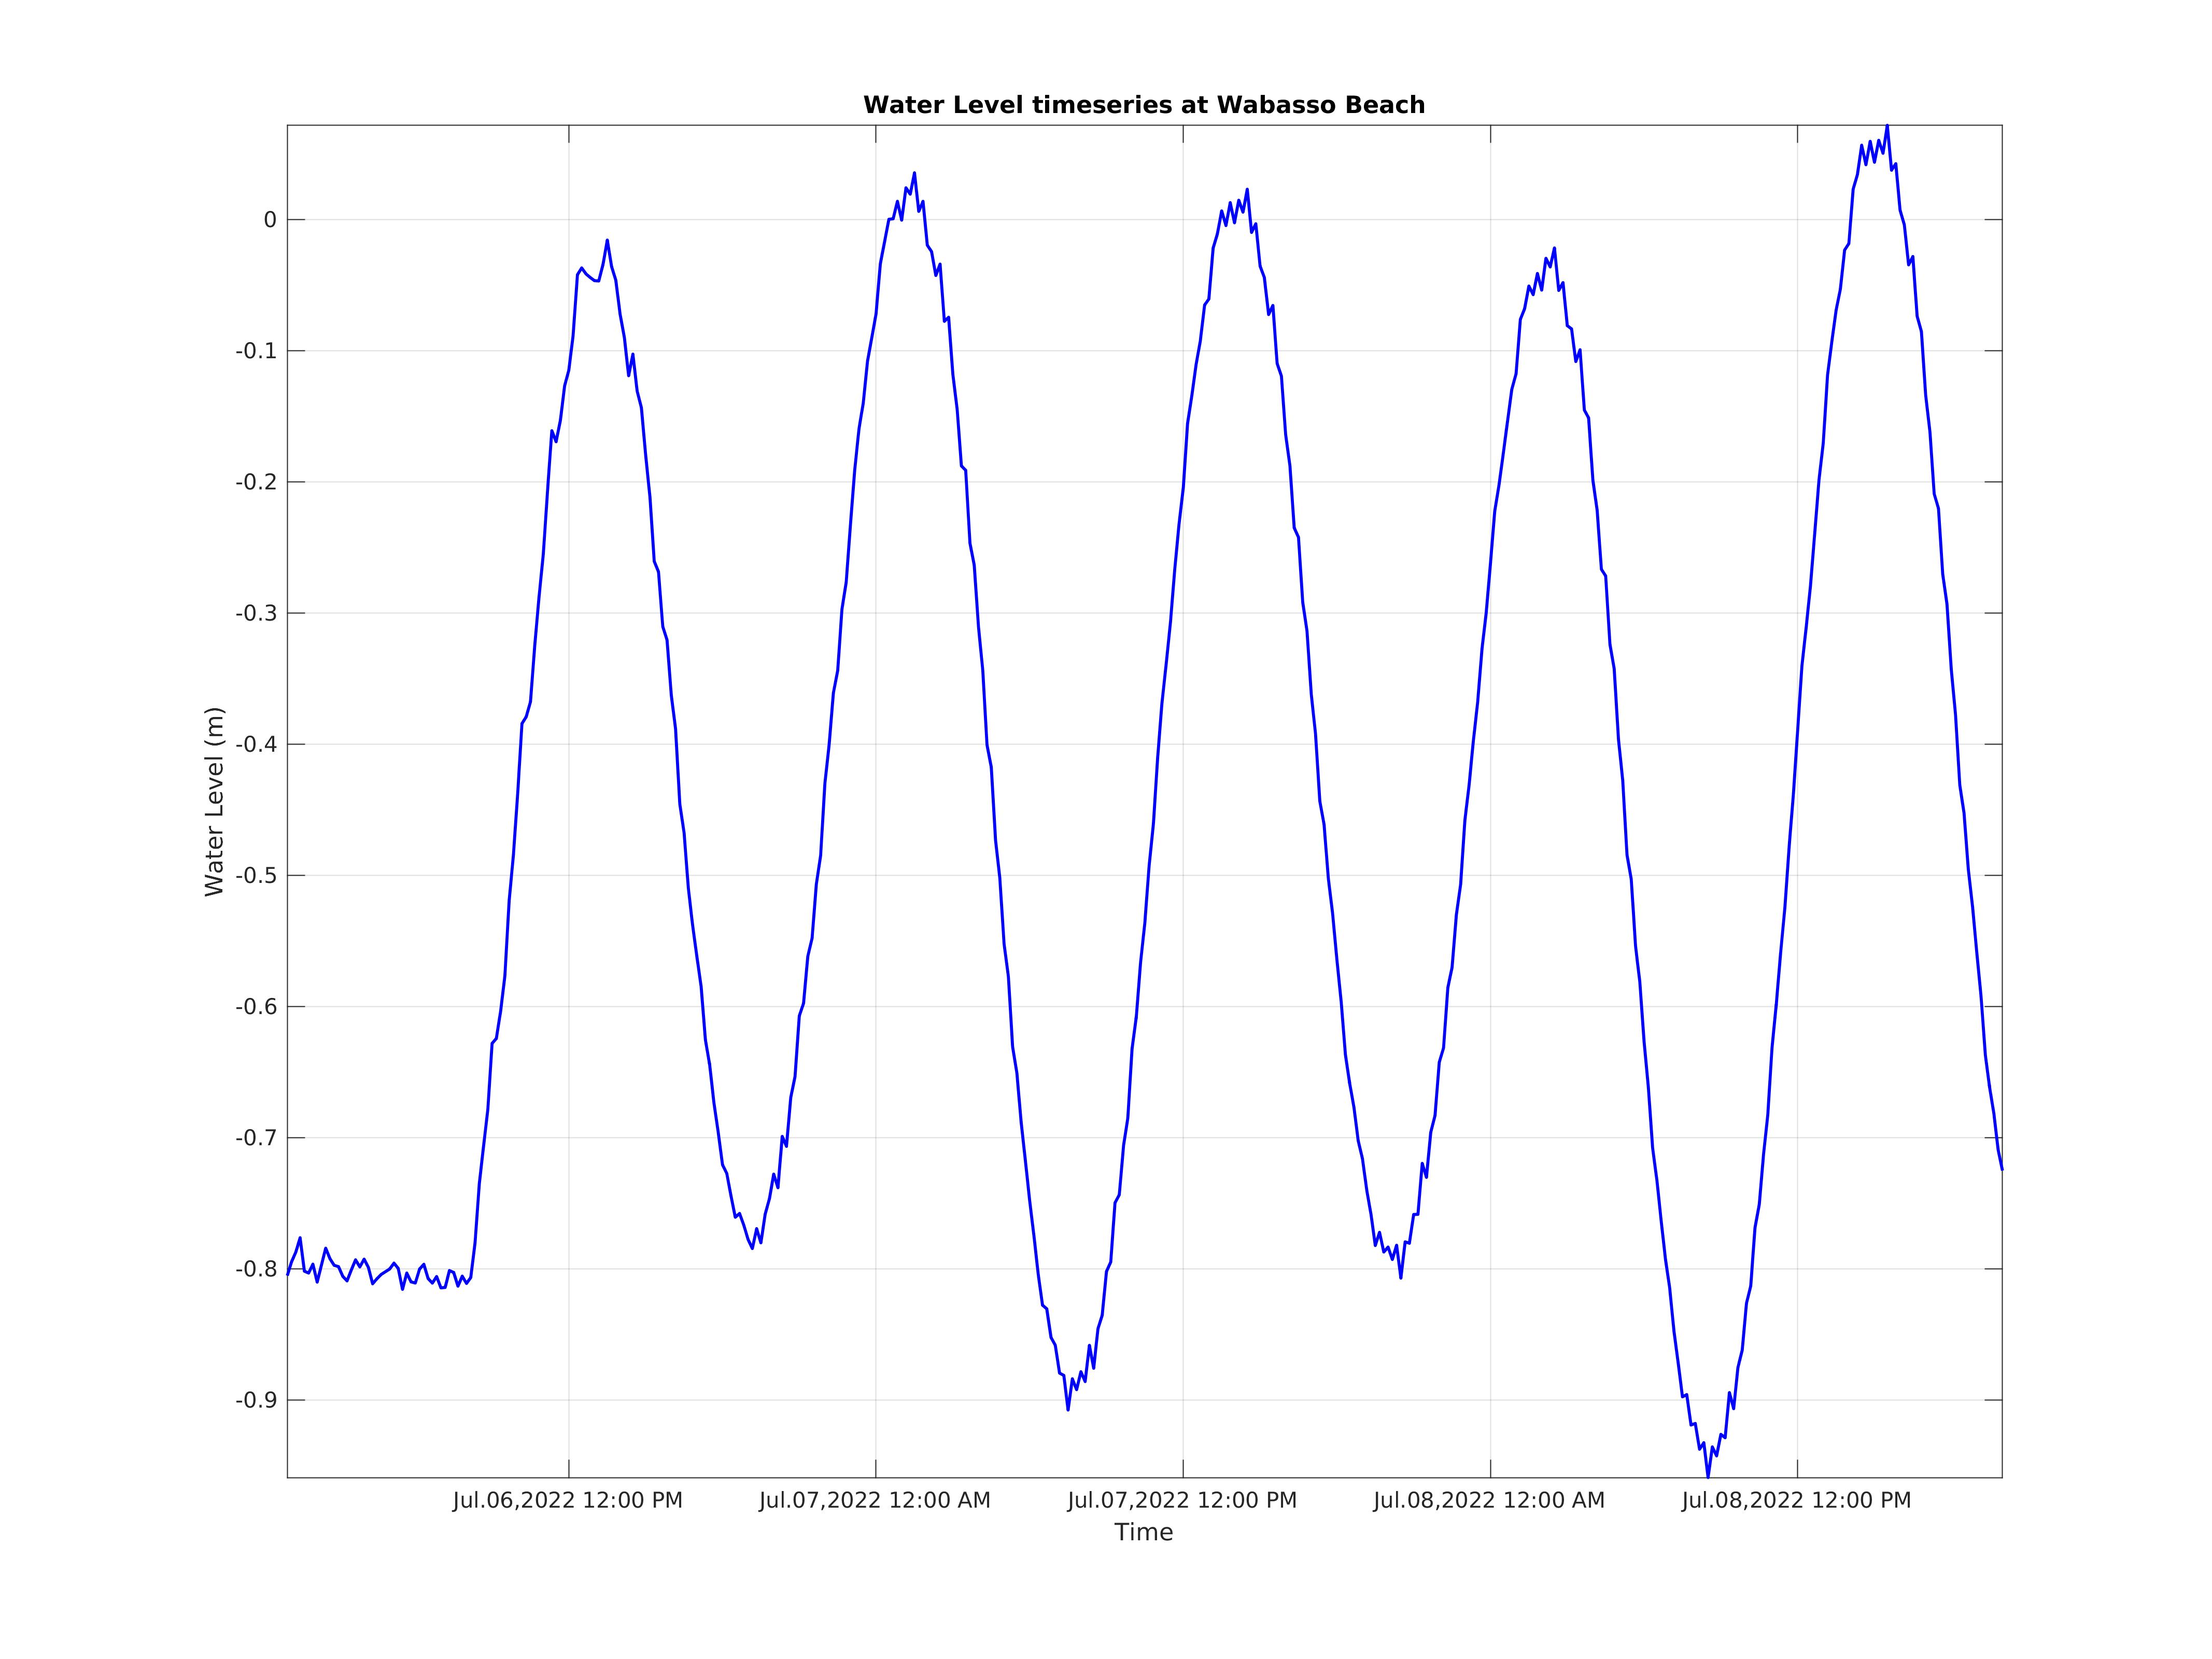 Water Level timeseries at Wabasso Beach
0
-0.1
-0.2
-0.3
-0.4
-0.5
-0.6
-0.7
-0.8
-0.9
Water Level (m)
Jul.06,2022 12:00 PM
Jul.07,2022 12:00 AM
Jul.07,2022 12:00 PM
Jul.08,2022 12:00 AM
Jul.08,2022 12:00 PM
Time